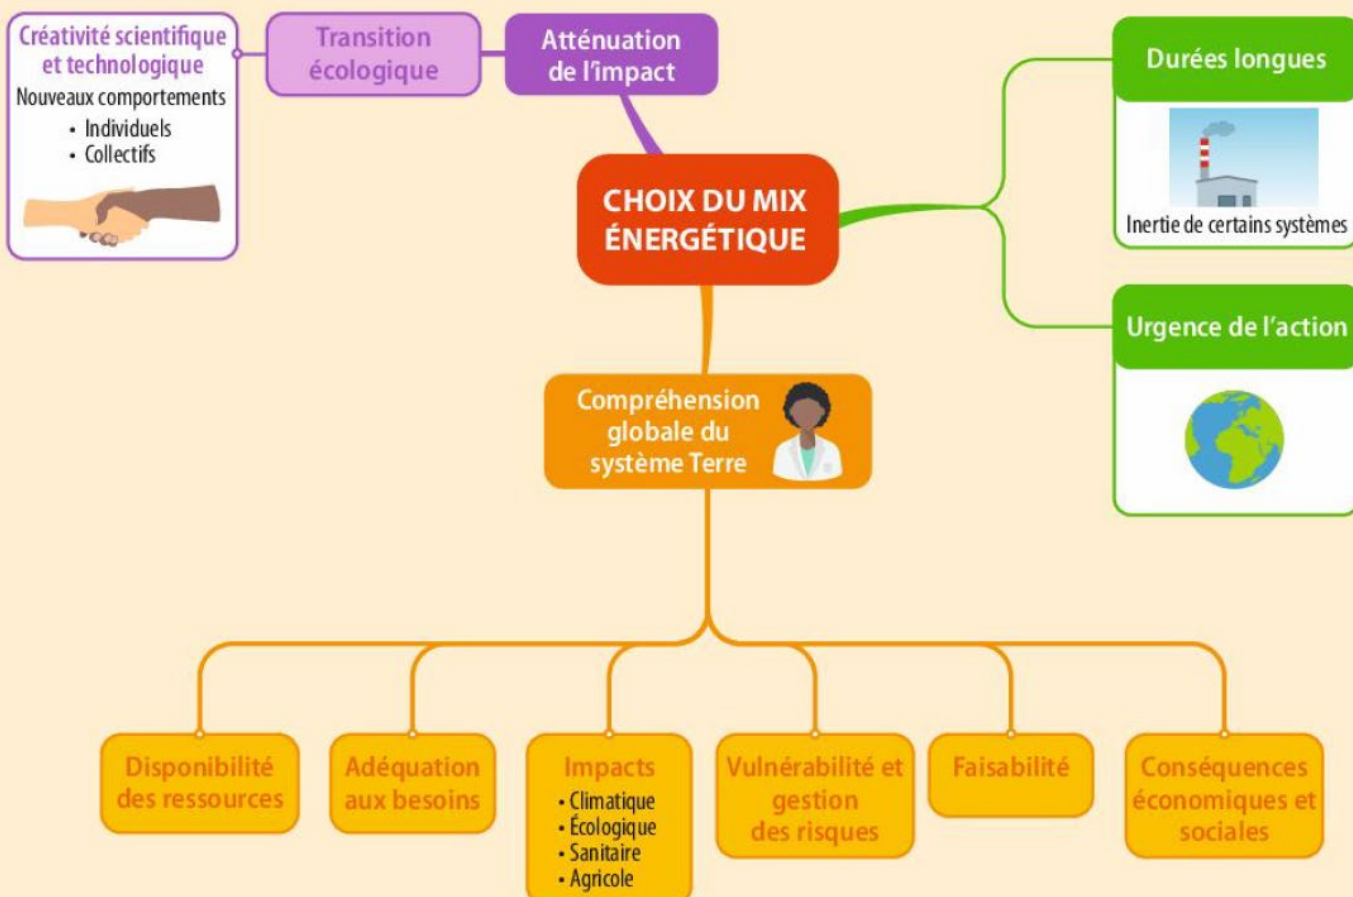 Créativité scientifique
et technologique
Nouveaux comportements
• Individuels
• Collectifs
Transition
écologique
Atténuation
de l'impact
CHOIX DU MIX
ÉNERGÉTIQUE
Durées longues
Inertie de certains systèmes
Urgence de l'action
Compréhension
globale du
système Terre
Disponibilité
des ressources
Adéquation
aux besoins
Impacts
• Climatique
• Écologique
• Sanitaire
• Agricole
Vulnérabilité et
gestion
des risques
Faisabilité
Conséquences
économiques et
sociales